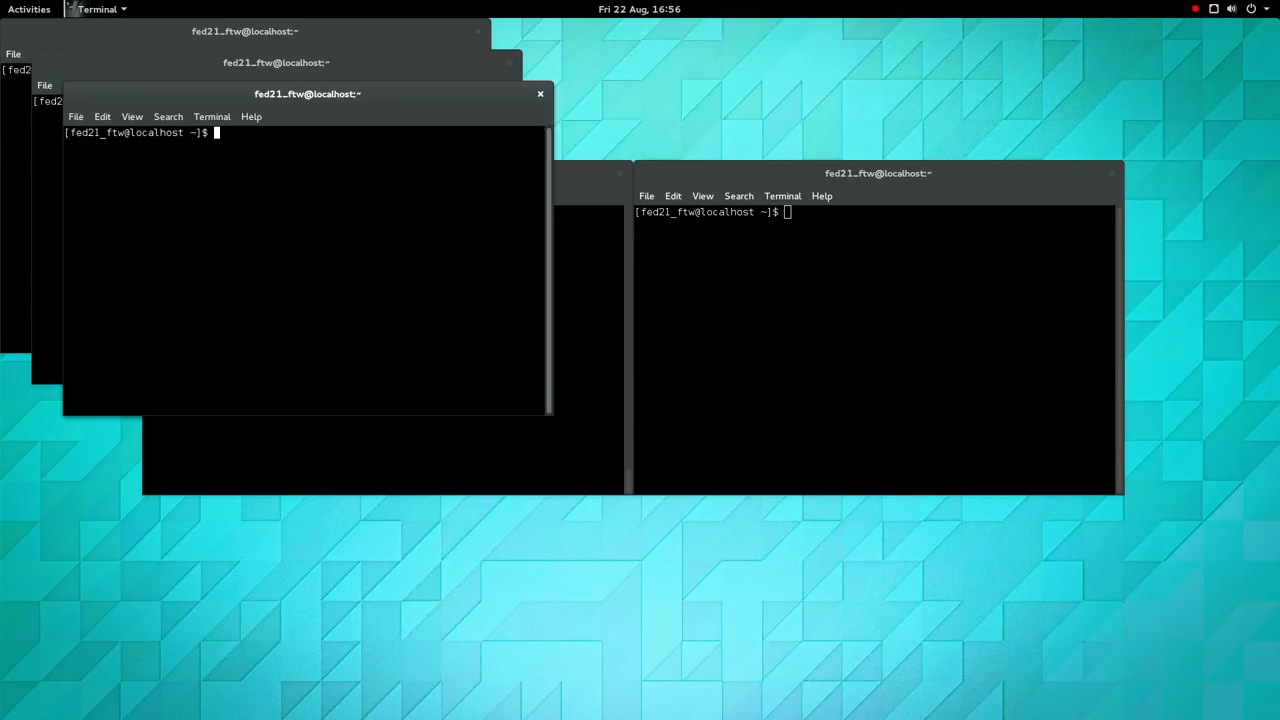 Activities Terminal Fri 22 Aug, 16:56
fed21_ftw@localhost:~
File
[fed2
fed21_ftw@localhost:~
File
[fed2
fed21_ftw@localhost:~
File Edit View Search Terminal Help
[fed21_ftw@localhost ~]$
fed21_ftw@localhost:~
File Edit View Search Terminal Help
[fed21_ftw@localhost ~]$